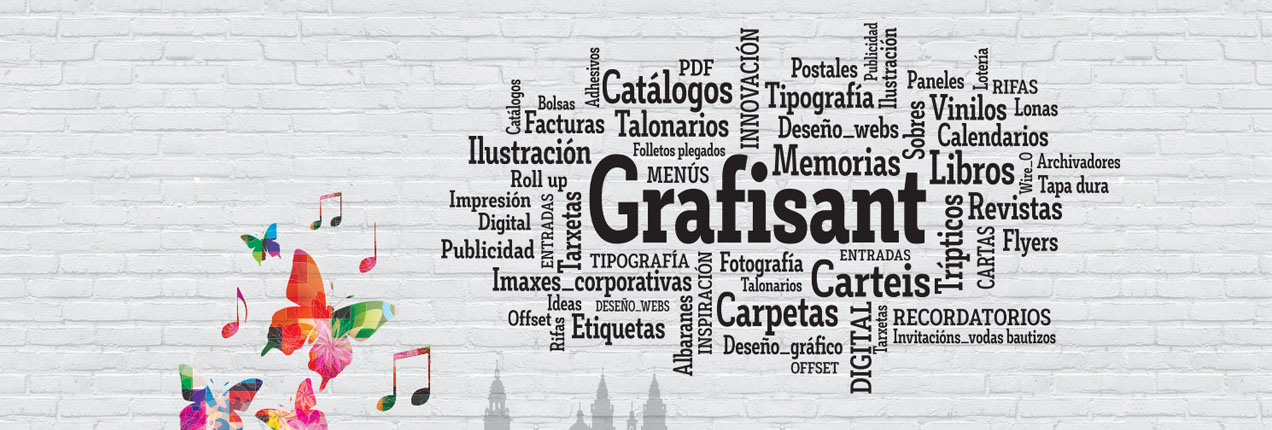 Adhesivos
PDF
INNOVACIÓN
Postales
Publicidad
Ilustración
Catálogos
Bolsas
Catálogos
Tipografía
Paneles
Lotería
RIFAS
Facturas
Talonarios
Deseño_webs
Sobres
Vinilos
Lonas
Calendarios
Ilustración
Folletos plegados
Memorias
Libros
Wire_O
Archivadores
Roll up
MENÚS
Tapa dura
Impresión
Digital
ENTRADAS
Tarxetas
Grafisant
Trípticos
Revistas
CARTAS
Flyers
Publicidad
TIPOGRAFÍA
INSPIRACIÓN
Fotografía
ENTRADAS
Imaxes_corporativas
Talonarios
Carteis
Ideas
DESEÑO_WEBS
Albaranes
Carpetas
DIGITAL
Tarxetas
RECORDATORIOS
Offset
Rifas
Etiquetas
Invitacións_vodas bautizos
Deseño_gráfico
OFFSET